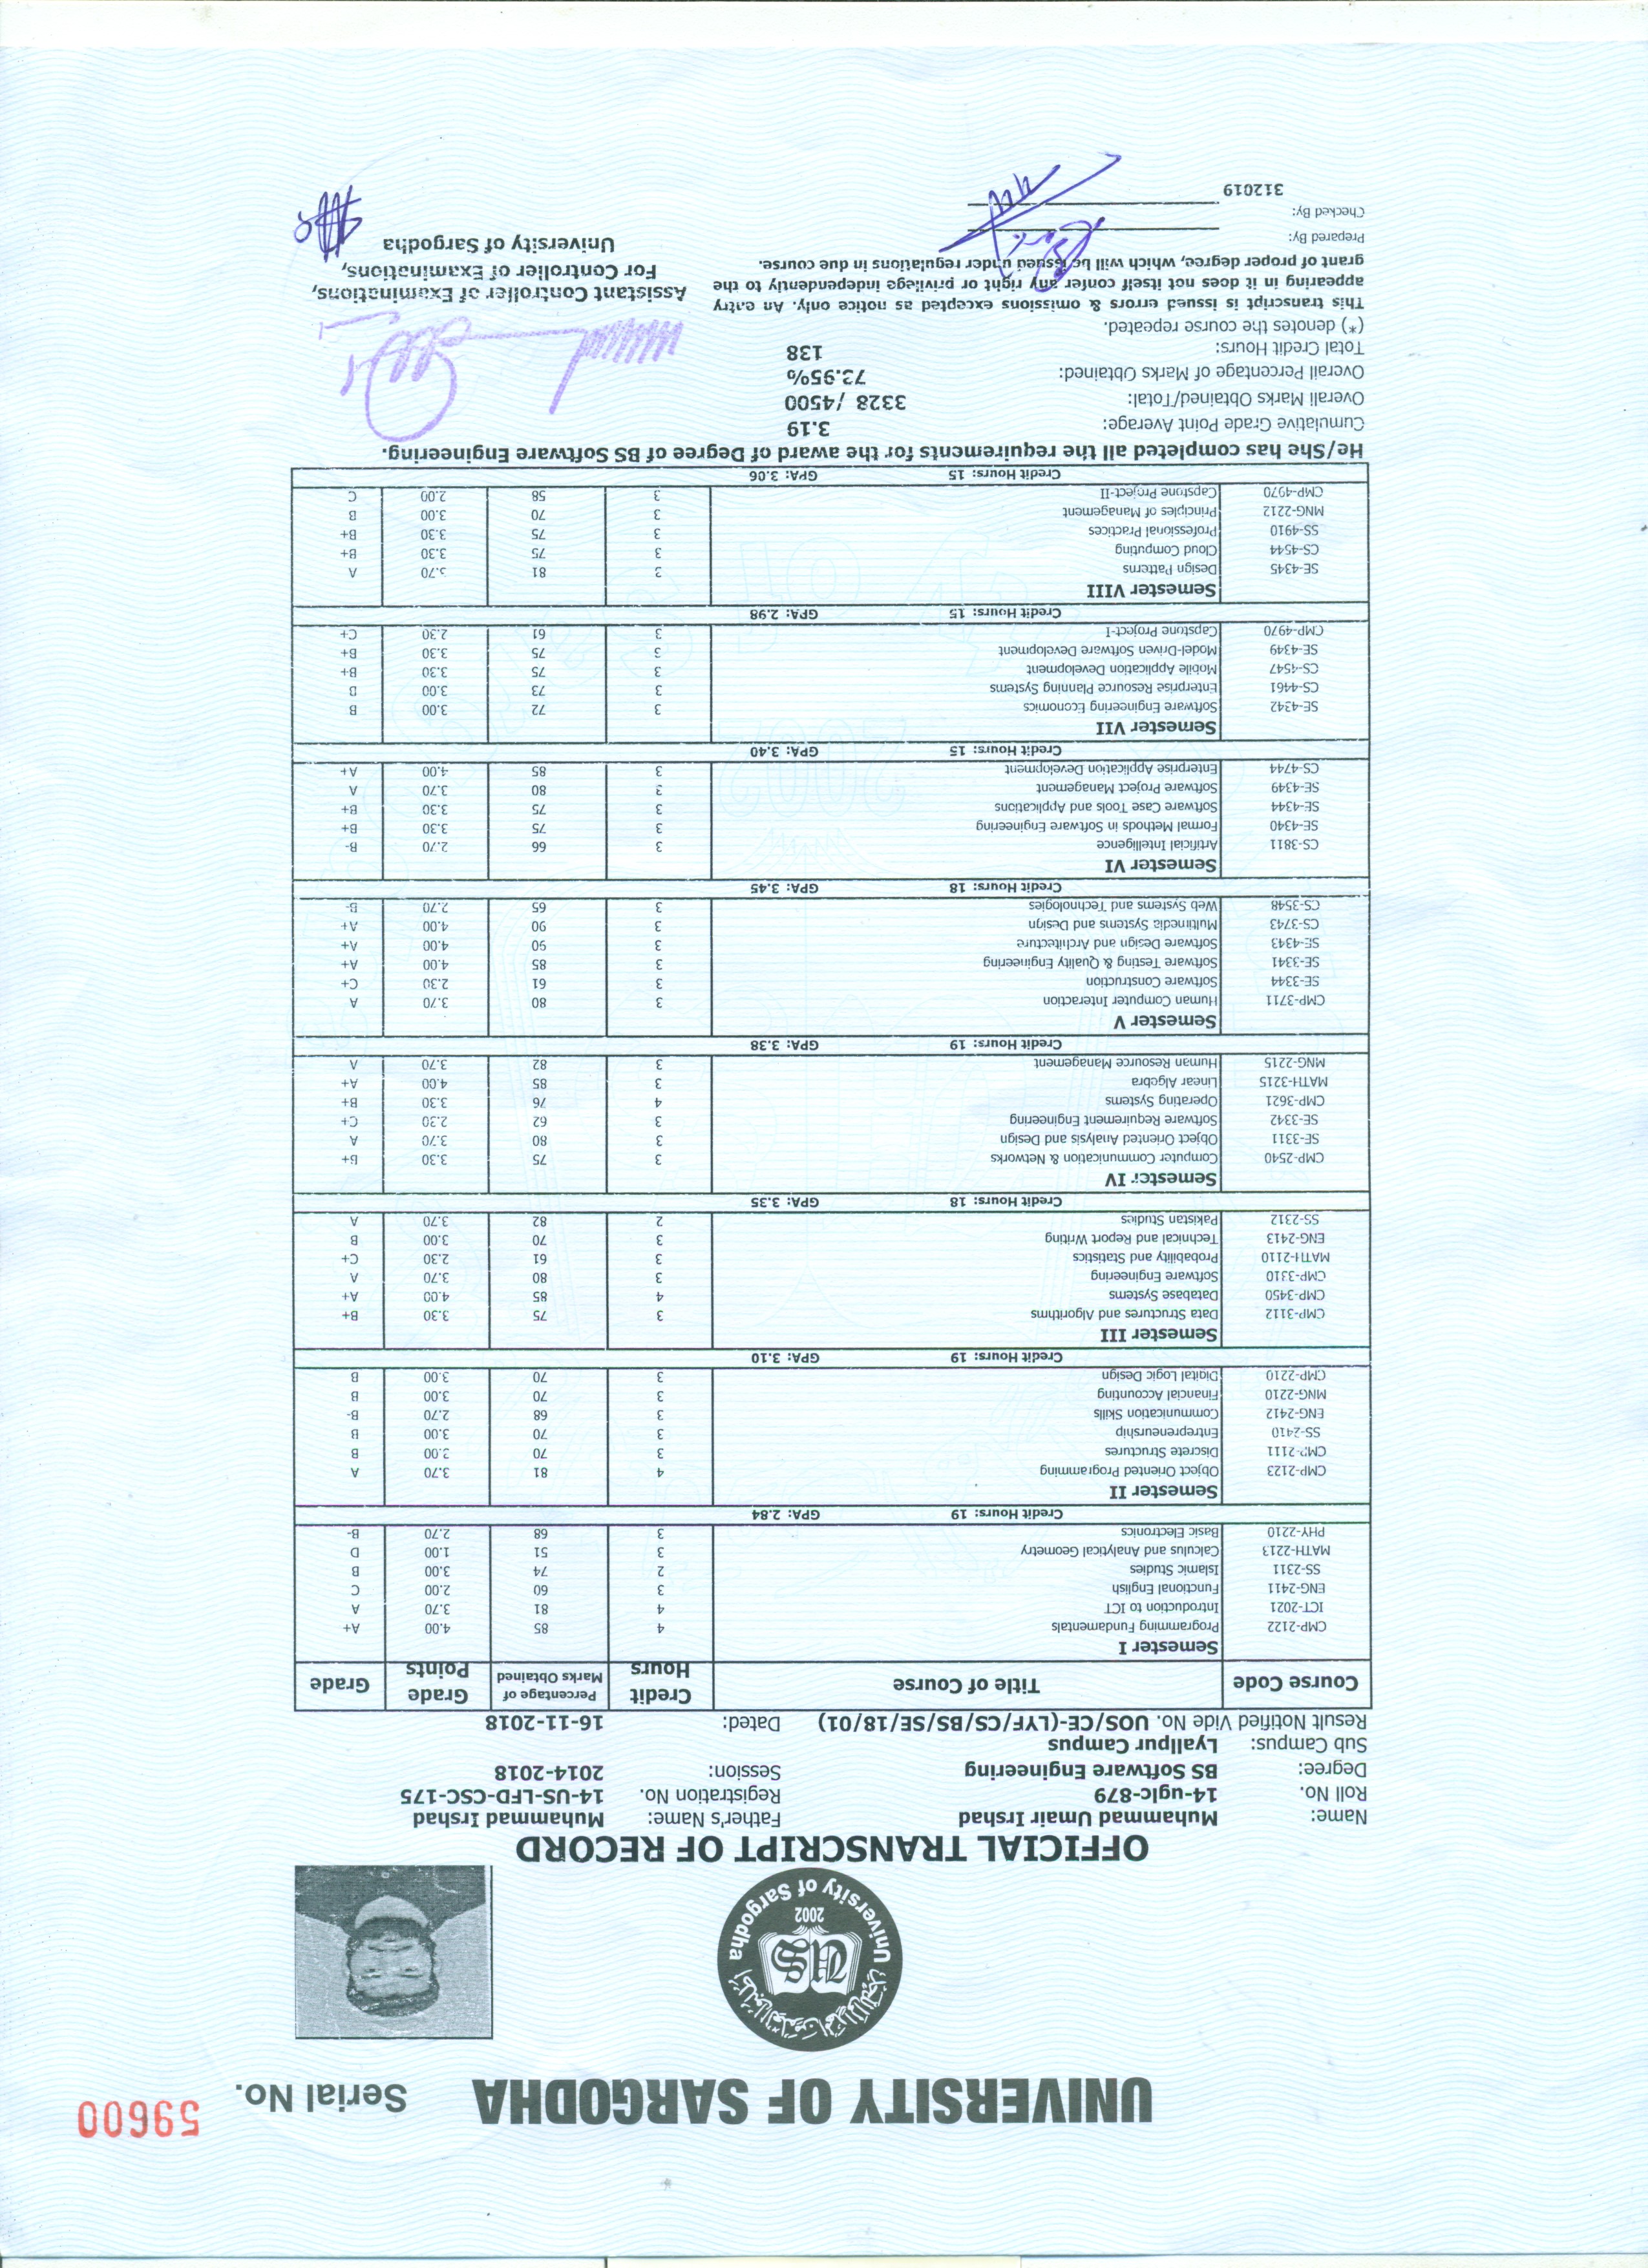 UNIVERSITY OF SARGODHA Serial No. 59600
اطلبوا العلم من المهد الى اللحد
US
2002
University of Sargodha
OFFICIAL TRANSCRIPT OF RECORD
Name: Muhammad Umair Irshad Father's Name: Muhammad Irshad
Roll No. 14-uglc-879 Registration No. 14-US-LFD-CSC-175
Degree: BS Software Engineering Session: 2014-2018
Sub Campus: Lyallpur Campus
Result Notified Vide No. UOS/CE-(LYF/CS/BS/SE/18/01) Dated: 16-11-2018
Course Code Title of Course Credit Hours Percentage of Marks Obtained Grade Points Grade
Semester I
CMP-2122 Programming Fundamentals 4 85 4.00 A+
ICT-2021 Introduction to ICT 4 81 3.70 A
ENG-2411 Functional English 3 60 2.00 C
SS-2311 Islamic Studies 2 74 3.00 B
MATH-2213 Calculus and Analytical Geometry 3 51 1.00 D
PHY-2210 Basic Electronics 3 68 2.70 B-
Credit Hours: 19 GPA: 2.84
Semester II
CMP-2123 Object Oriented Programming 4 81 3.70 A
CMP-2111 Discrete Structures 3 70 3.00 B
SS-2410 Entrepreneurship 3 70 3.00 B
ENG-2412 Communication Skills 3 68 2.70 B-
MNG-2210 Financial Accounting 3 70 3.00 B
CMP-2210 Digital Logic Design 3 70 3.00 B
Credit Hours: 19 GPA: 3.10
Semester III
CMP-3112 Data Structures and Algorithms 3 75 3.30 B+
CMP-3450 Database Systems 4 85 4.00 A+
CMP-3310 Software Engineering 3 80 3.70 A
MATH-2110 Probability and Statistics 3 61 2.30 C+
ENG-2413 Technical and Report Writing 3 70 3.00 B
SS-2312 Pakistan Studies 2 82 3.70 A
Credit Hours: 18 GPA: 3.35
Semester IV
CMP-2540 Computer Communication & Networks 3 75 3.30 B+
SE-3311 Object Oriented Analysis and Design 3 80 3.70 A
SE-3342 Software Requirement Engineering 3 62 2.30 C+
CMP-3621 Operating Systems 4 76 3.30 B+
MATH-3215 Linear Algebra 3 85 4.00 A+
MNG-2215 Human Resource Management 3 82 3.70 A
Credit Hours: 19 GPA: 3.38
Semester V
CMP-3711 Human Computer Interaction 3 80 3.70 A
SE-3344 Software Construction 3 61 2.30 C+
SE-3341 Software Testing & Quality Engineering 3 85 4.00 A+
SE-4343 Software Design and Architecture 3 90 4.00 A+
CS-3743 Multimedia Systems and Design 3 90 4.00 A+
CS-3548 Web Systems and Technologies 3 65 2.70 B-
Credit Hours: 18 GPA: 3.45
Semester VI
CS-3811 Artificial Intelligence 3 66 2.70 B-
SE-4340 Formal Methods in Software Engineering 3 75 3.30 B+
SE-4344 Software Case Tools and Applications 3 75 3.30 B+
SE-4349 Software Project Management 3 80 3.70 A
CS-4744 Enterprise Application Development 3 85 4.00 A+
Credit Hours: 15 GPA: 3.40
Semester VII
SE-4342 Software Engineering Economics 3 72 3.00 B
CS-4461 Enterprise Resource Planning Systems 3 73 3.00 B
CS-4547 Mobile Application Development 3 75 3.30 B+
SE-4349 Model-Driven Software Development 3 75 3.30 B+
CMP-4970 Capstone Project-I 3 61 2.30 C+
Credit Hours: 15 GPA: 2.98
Semester VIII
SE-4345 Design Patterns 3 81 3.70 A
CS-4544 Cloud Computing 3 75 3.30 B+
SS-4910 Professional Practices 3 75 3.30 B+
MNG-2212 Principles of Management 3 70 3.00 B
CMP-4970 Capstone Project-II 3 58 2.00 C
Credit Hours: 15 GPA: 3.06
He/She has completed all the requirements for the award of Degree of BS Software Engineering.
Cumulative Grade Point Average: 3.19
Overall Marks Obtained/Total: 3328 /4500
Overall Percentage of Marks Obtained: 73.95%
Total Credit Hours: 138
(*) denotes the course repeated.
This transcript is issued errors & omissions excepted as notice only. An entry
appearing in it does not itself confer any right or privilege independently to the
grant of proper degree, which will be issued under regulations in due course.
Assistant Controller of Examinations,
For Controller of Examinations,
University of Sargodha
Prepared By:
Checked By:
312019